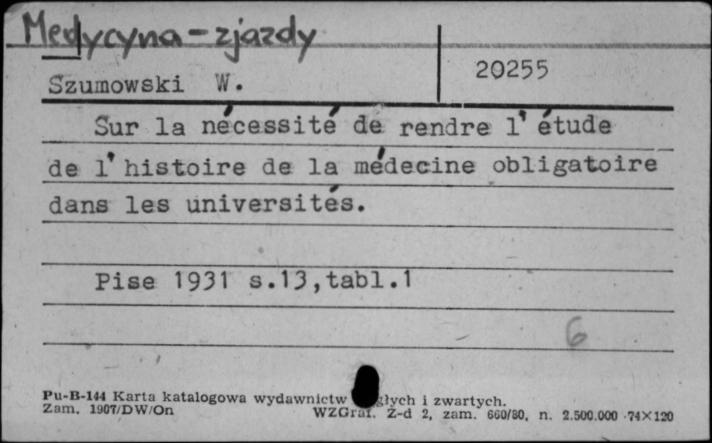 Medycyna - zjazdy
Szumowski W.
20255
Sur la nécessité de rendre l'étude
de l'histoire de la médecine obligatoire
dans les universités.
Pise 1931 s.13,tabl.1
6
Pu-B-144 Karta katalogowa wydawnictw głych i zwartych.
Zam. 1907/DW/On WZGraf. Z-d 2, zam. 660/80, n. 2.500.000 74×120